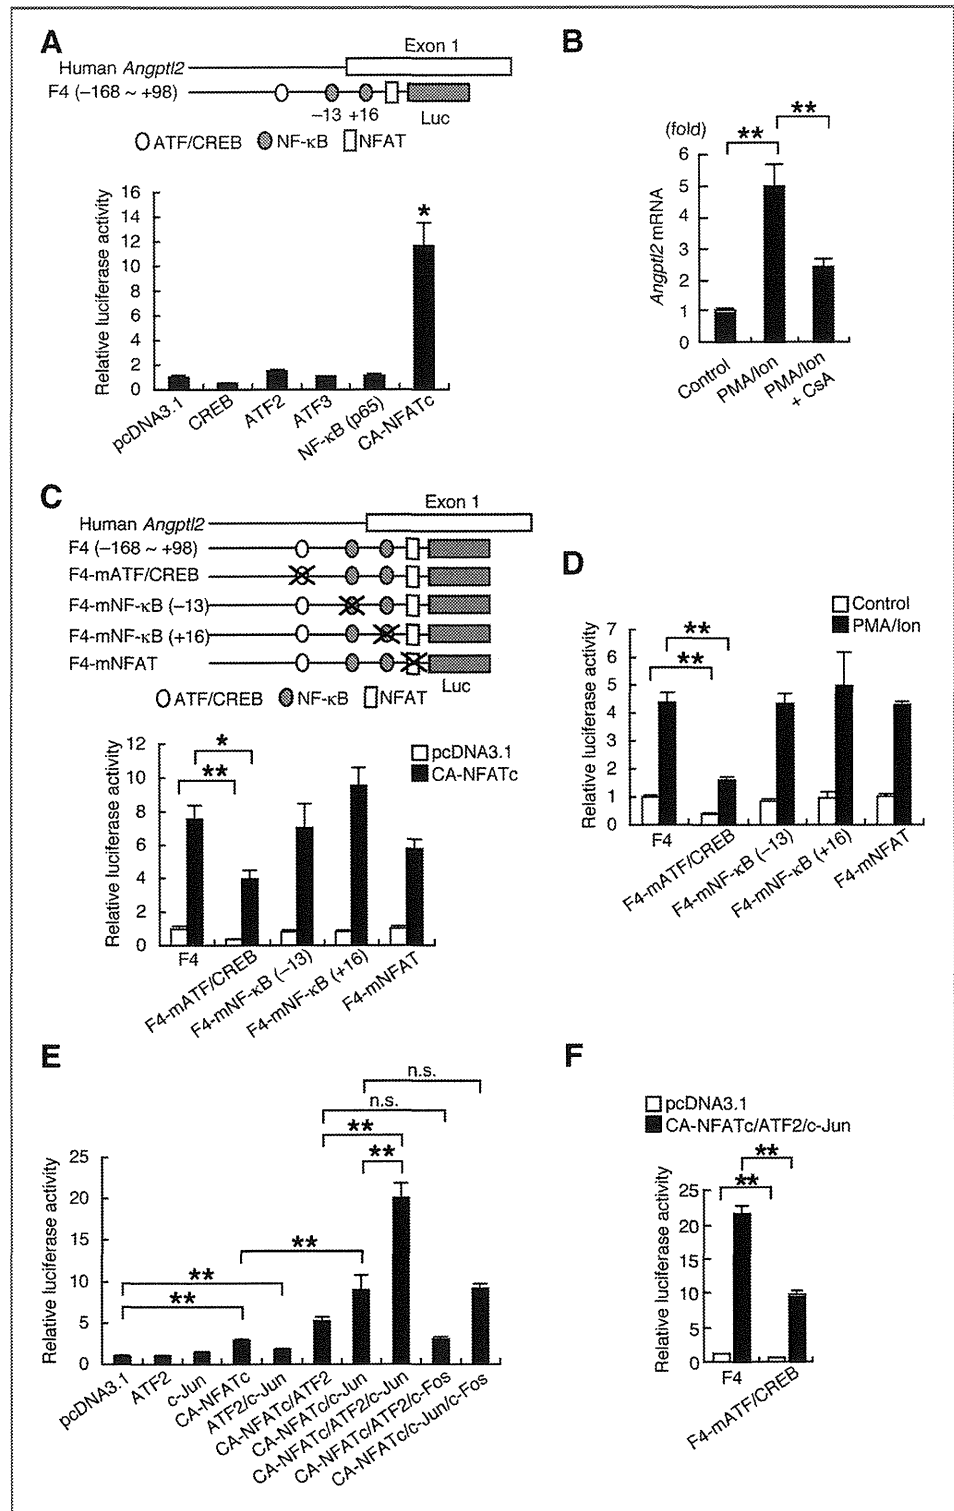 A
Exon 1
Human Angptl2
F4 (–168 ~ +98)
–13 +16
Luc
ATF/CREB NF-κB NFAT
Relative luciferase activity
16
14
12
10
8
6
4
2
0
*
pcDNA3.1
CREB
ATF2
ATF3
NF-κB (p65)
CA-NFATc
B
(fold)
**
**
Angptl2 mRNA
6
5
4
3
2
1
0
Control
PMA/Ion
PMA/Ion
+ CsA
C
Exon 1
Human Angptl2
F4 (–168 ~ +98)
F4-mATF/CREB
F4-mNF-κB (–13)
F4-mNF-κB (+16)
F4-mNFAT
Luc
ATF/CREB NF-κB NFAT
Relative luciferase activity
12
10
8
6
4
2
0
*
**
pcDNA3.1
CA-NFATc
F4
F4-mATF/CREB
F4-mNF-κB (–13)
F4-mNF-κB (+16)
F4-mNFAT
D
Control
PMA/Ion
Relative luciferase activity
7
6
5
4
3
2
1
0
**
**
F4
F4-mATF/CREB
F4-mNF-κB (–13)
F4-mNF-κB (+16)
F4-mNFAT
E
n.s.
n.s.
**
**
**
**
**
Relative luciferase activity
25
20
15
10
5
0
pcDNA3.1
ATF2
c-Jun
CA-NFATc
ATF2/c-Jun
CA-NFATc/ATF2
CA-NFATc/c-Jun
CA-NFATc/ATF2/c-Jun
CA-NFATc/ATF2/c-Fos
CA-NFATc/c-Jun/c-Fos
F
pcDNA3.1
CA-NFATc/ATF2/c-Jun
**
**
Relative luciferase activity
25
20
15
10
5
0
F4
F4-mATF/CREB